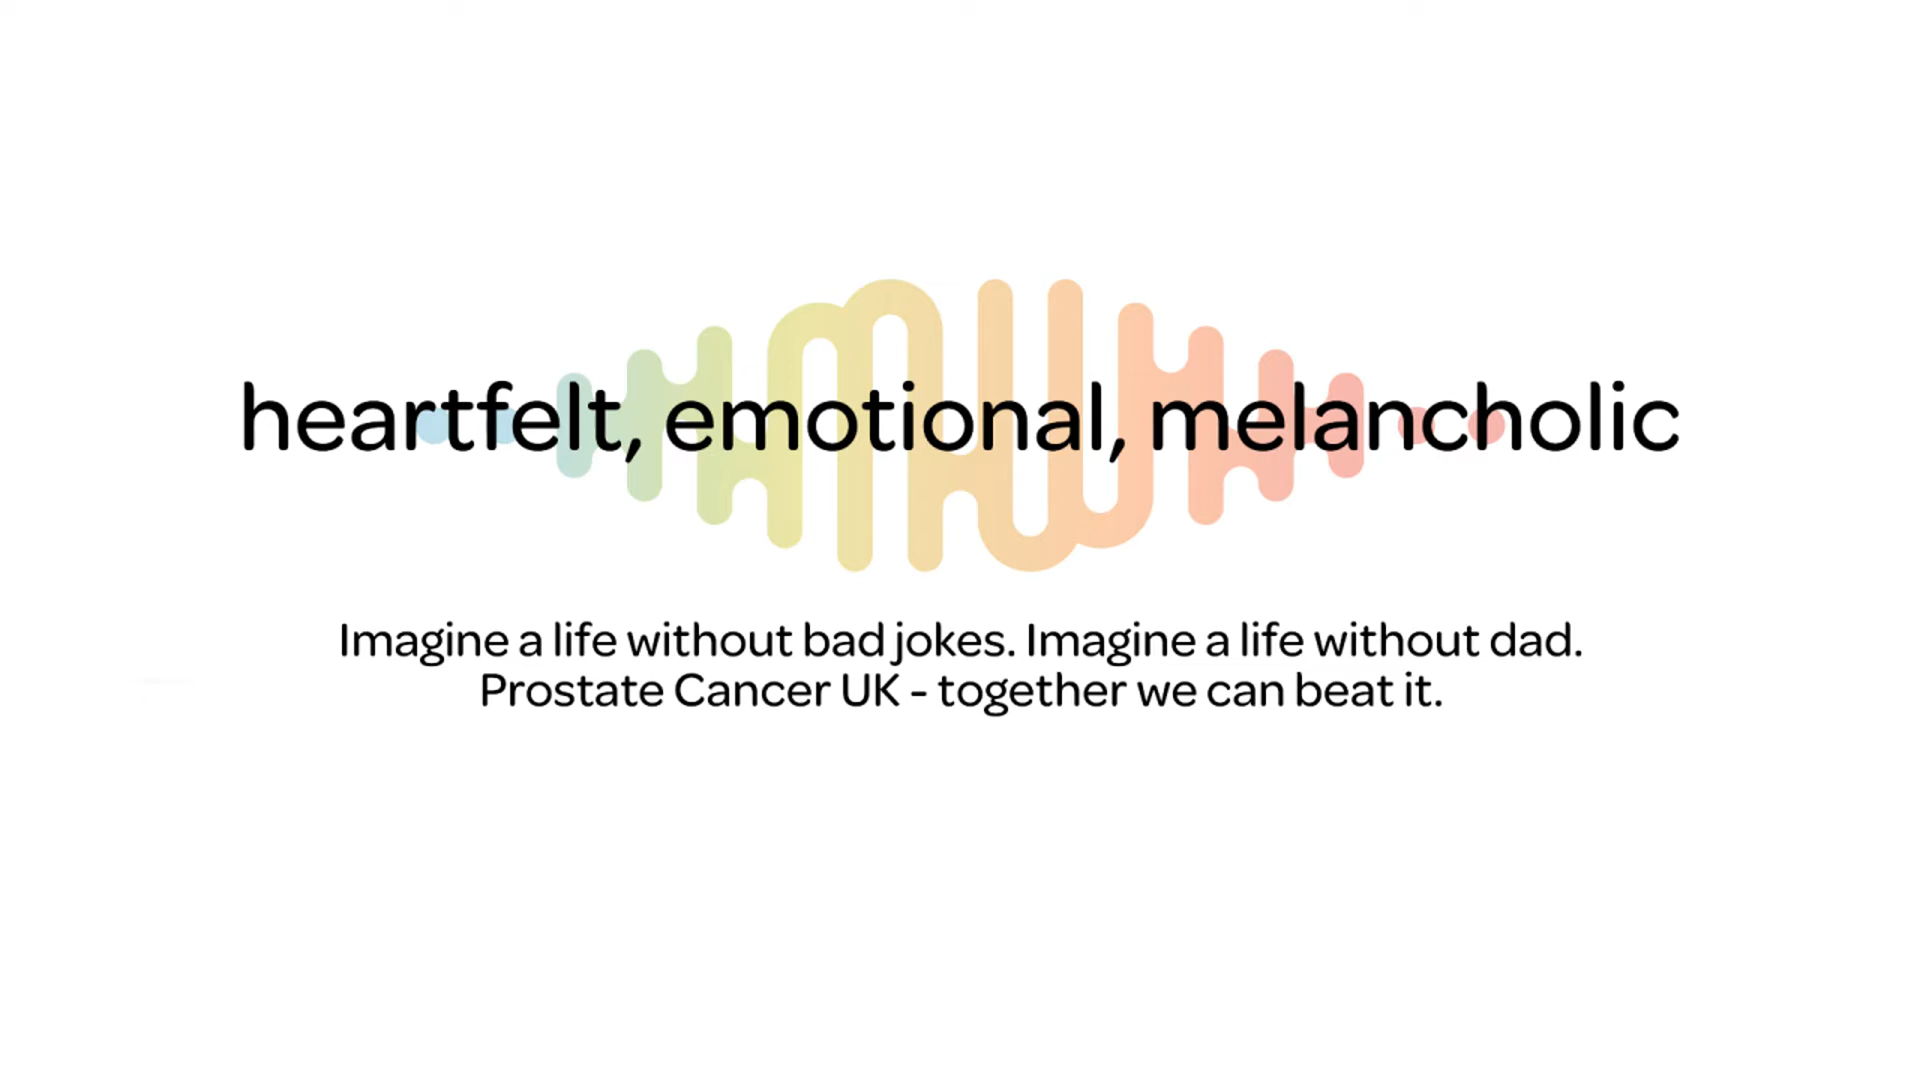 heartfelt, emotional, melancholic
Imagine a life without bad jokes. Imagine a life without dad.
Prostate Cancer UK - together we can beat it.